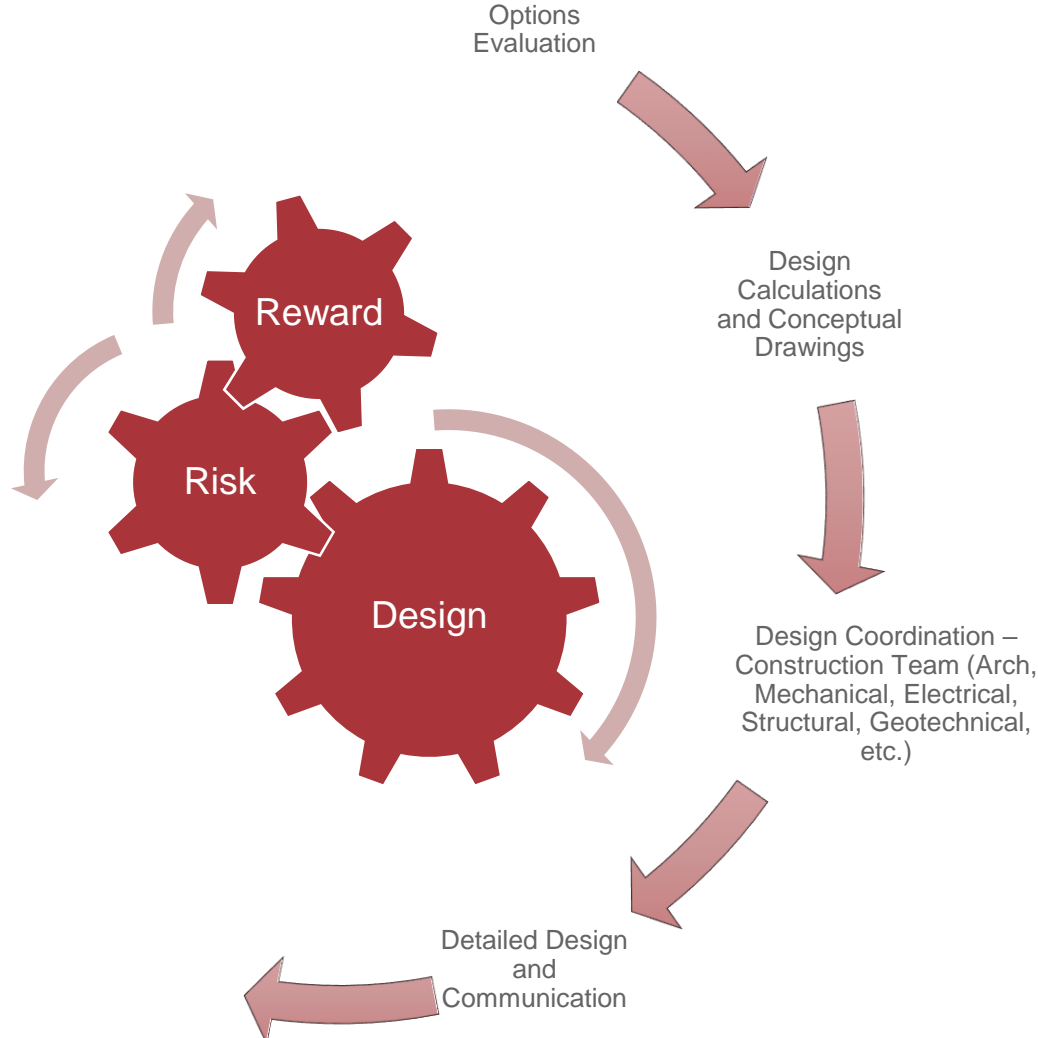 Options
Evaluation
Design
Calculations
and Conceptual
Drawings
Reward
Risk
Design
Design Coordination –
Construction Team (Arch,
Mechanical, Electrical,
Structural, Geotechnical,
etc.)
Detailed Design
and
Communication